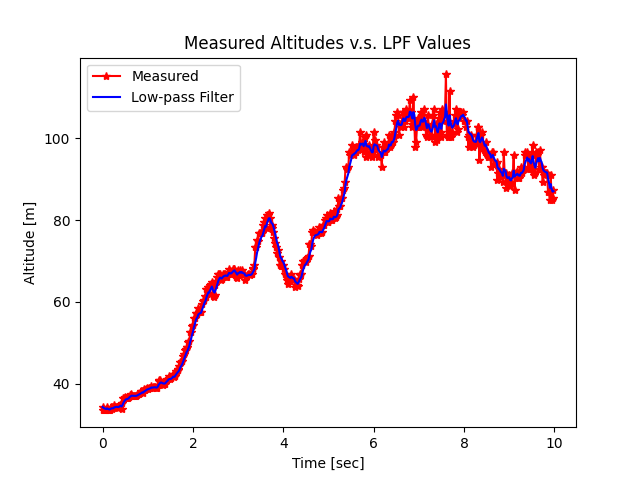 Measured Altitudes v.s. LPF Values
Measured
Low-pass Filter
100
80
60
40
Altitude [m]
0 2 4 6 8 10
Time [sec]